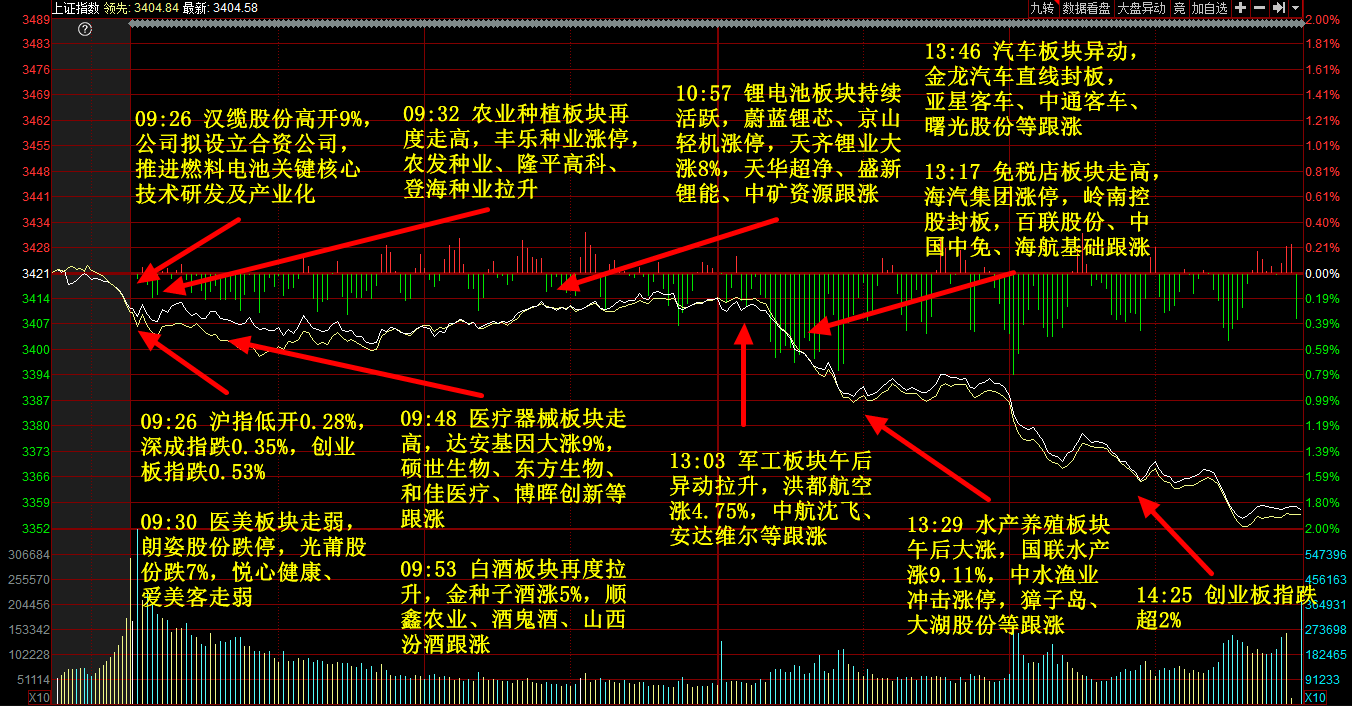 上证指数 领先: 3404.84 最新: 3404.58
九转 数据看盘 大盘异动 竞 加自选
3489
3483
3476
3469
3462
3455
3448
3441
3434
3428
3421
3414
3407
3400
3394
3387
3380
3373
3366
3359
3352
306684
255570
204456
153342
102228
51114
X10
09:26 汉缆股份高开9%，
公司拟设立合资公司，
推进燃料电池关键核心
技术研发及产业化
09:32 农业种植板块再
度走高，丰乐种业涨停，
农发种业、隆平高科、
登海种业拉升
10:57 锂电池板块持续
活跃，蔚蓝锂芯、京山
轻机涨停，天齐锂业大
涨8%，天华超净、盛新
锂能、中矿资源跟涨
13:46 汽车板块异动，
金龙汽车直线封板，
亚星客车、中通客车、
曙光股份等跟涨
13:17 免税店板块走高，
海汽集团涨停，岭南控
股封板，百联股份、中
国中免、海航基础跟涨
09:26 沪指低开0.28%，
深成指跌0.35%，创业
板指跌0.53%
09:30 医美板块走弱，
朗姿股份跌停，光莆股
份跌7%，悦心健康、
爱美客走弱
09:48 医疗器械板块走
高，达安基因大涨9%，
硕世生物、东方生物、
和佳医疗、博晖创新等
跟涨
09:53 白酒板块再度拉
升，金种子酒涨5%，顺
鑫农业、酒鬼酒、山西
汾酒跟涨
13:03 军工板块午后
异动拉升，洪都航空
涨4.75%，中航沈飞、
安达维尔等跟涨
13:29 水产养殖板块
午后大涨，国联水产
涨9.11%，中水渔业
冲击涨停，獐子岛、
大湖股份等跟涨
14:25 创业板指跌
超2%
2.00%
1.81%
1.61%
1.41%
1.21%
1.01%
0.81%
0.61%
0.40%
0.21%
0.00%
0.19%
0.39%
0.59%
0.79%
0.99%
1.19%
1.39%
1.59%
1.80%
2.00%
547396
456163
364931
273698
182465
91233
X10